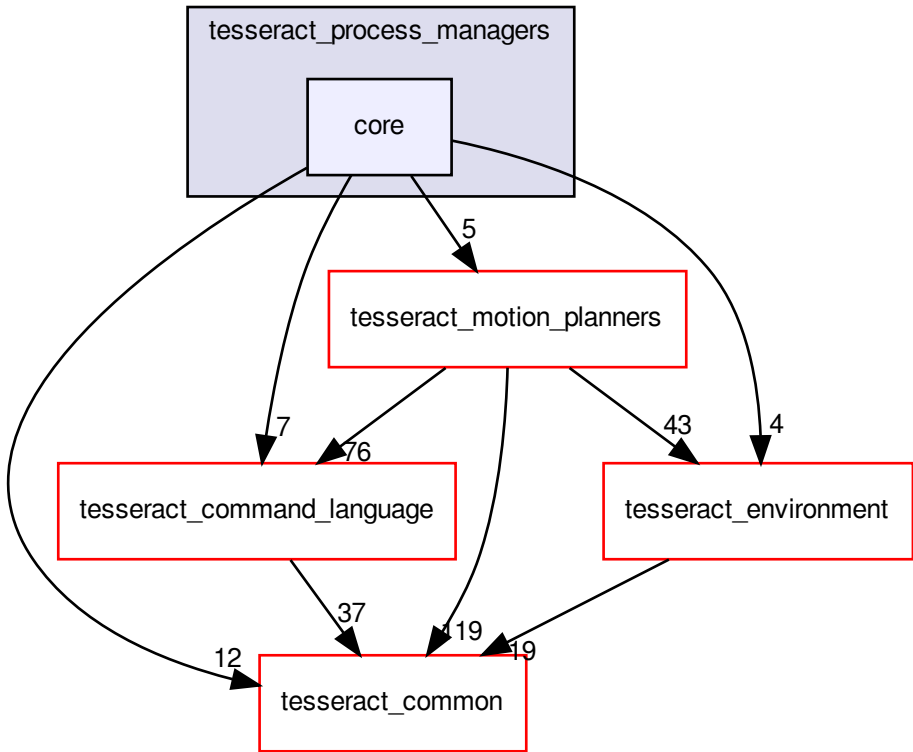 tesseract_process_managers
core
5
tesseract_motion_planners
7
76
43
4
tesseract_command_language
tesseract_environment
37
119
19
12
tesseract_common